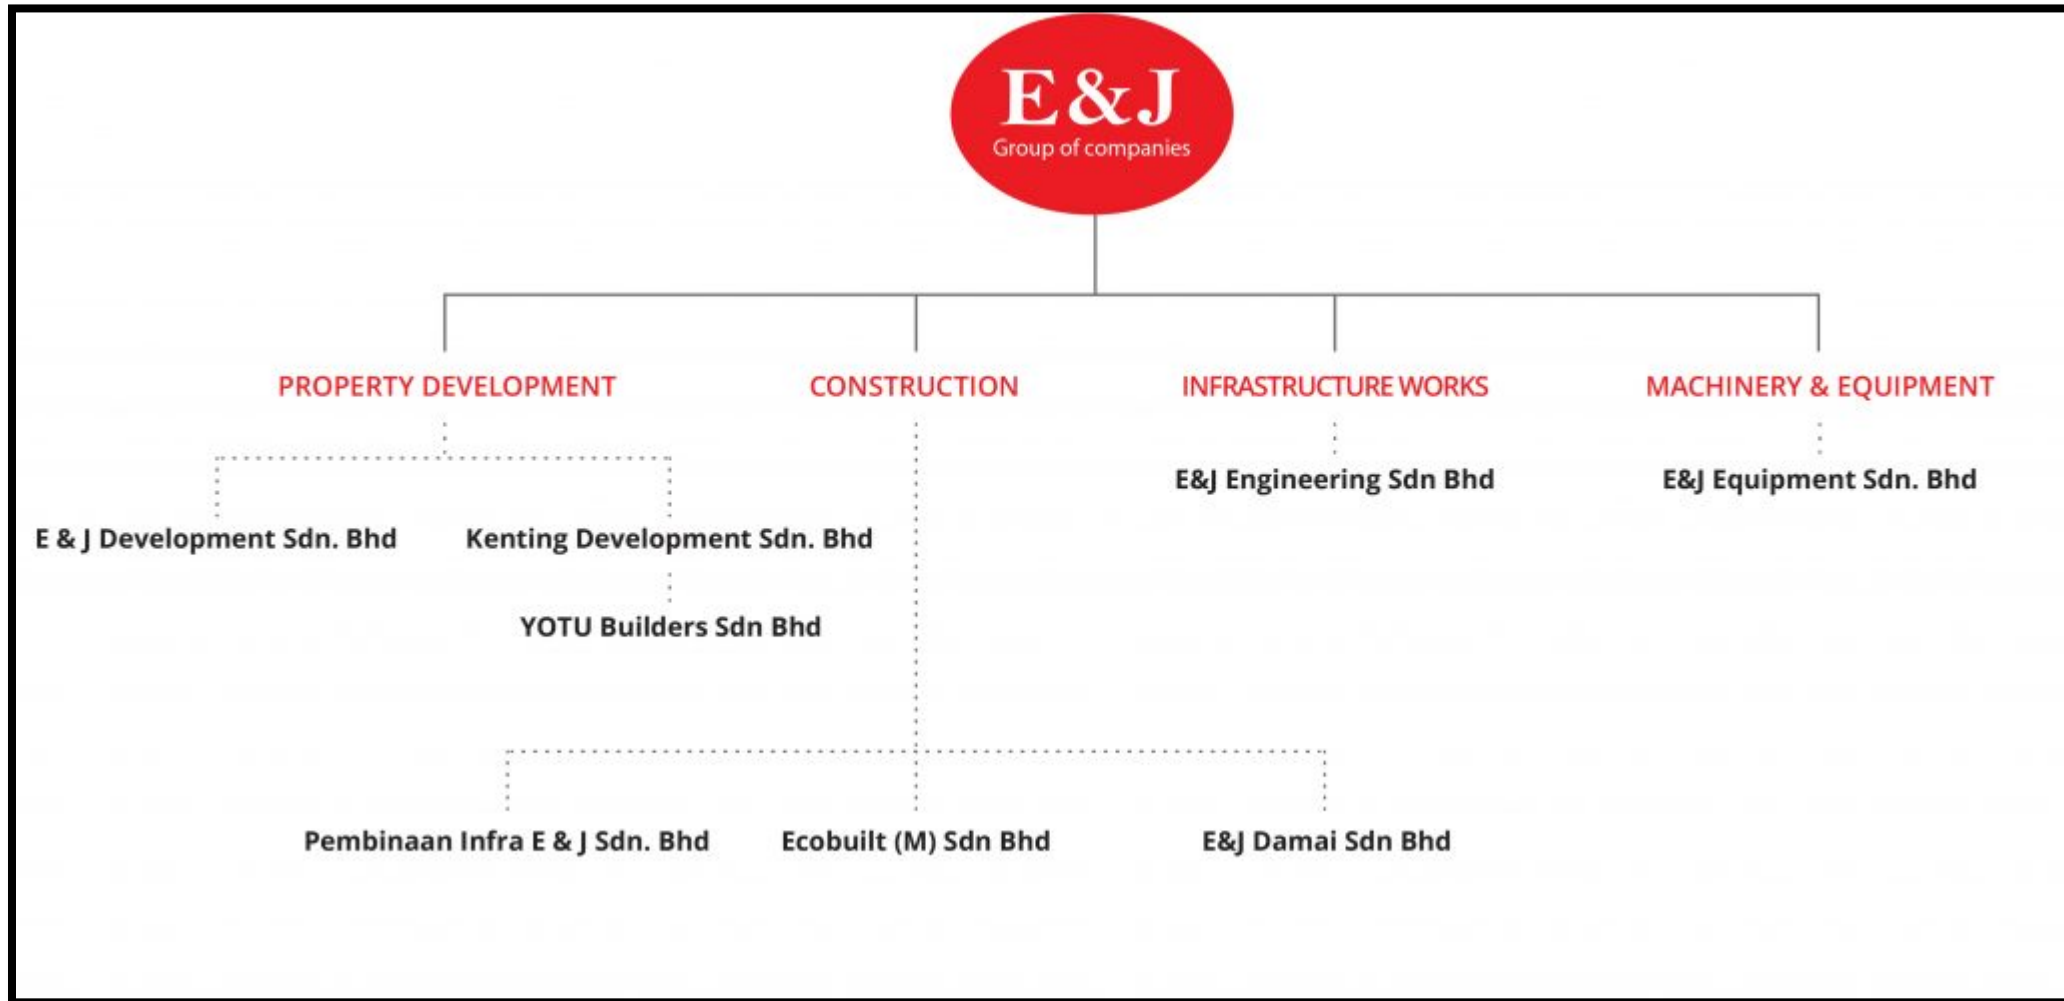 E&J
Group of companies
PROPERTY DEVELOPMENT
CONSTRUCTION
INFRASTRUCTURE WORKS
MACHINERY & EQUIPMENT
E&J Engineering Sdn Bhd
E&J Equipment Sdn. Bhd
E & J Development Sdn. Bhd
Kenting Development Sdn. Bhd
YOTU Builders Sdn Bhd
Pembinaan Infra E & J Sdn. Bhd
Ecobuilt (M) Sdn Bhd
E&J Damai Sdn Bhd